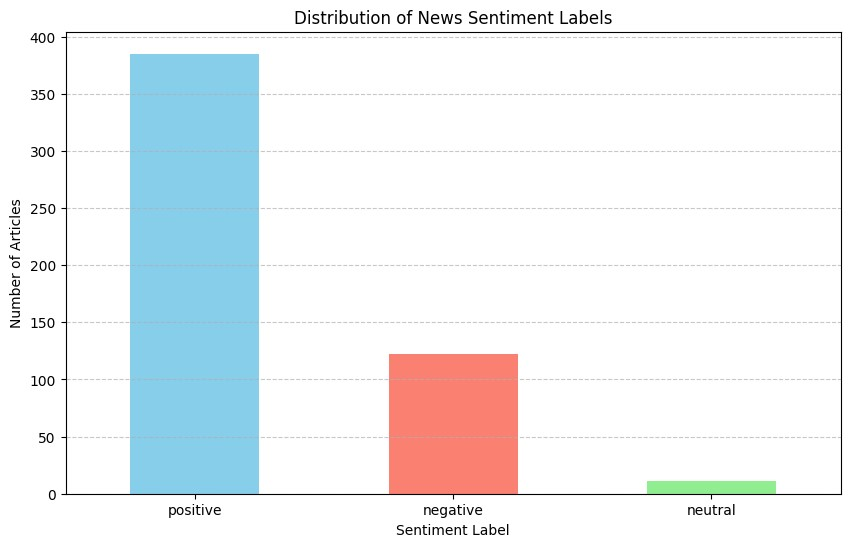 Distribution of News Sentiment Labels
400
350
300
250
200
150
100
50
0
Number of Articles
positive negative neutral
Sentiment Label